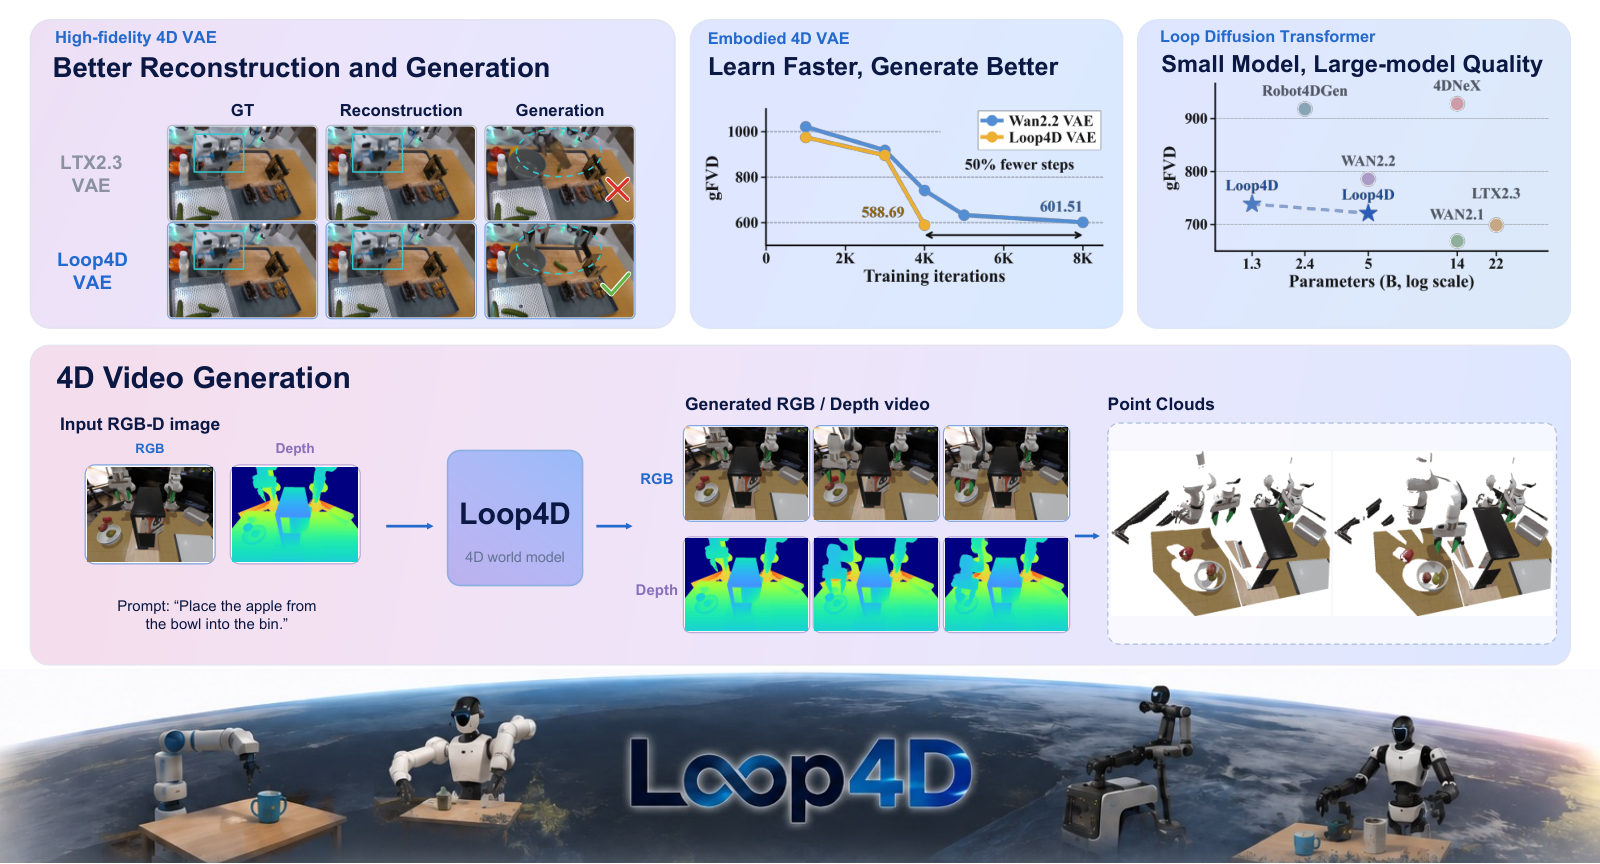 High-fidelity 4D VAE
Better Reconstruction and Generation
GT
Reconstruction
Generation
LTX2.3
VAE
Loop4D
VAE
Embodied 4D VAE
Learn Faster, Generate Better
gFVD
1000
800
600
Wan2.2 VAE
Loop4D VAE
50% fewer steps
588.69
601.51
0
2K
4K
6K
8K
Training iterations
Loop Diffusion Transformer
Small Model, Large-model Quality
gFVD
900
800
700
Robot4DGen
4DNeX
WAN2.2
Loop4D
Loop4D
LTX2.3
WAN2.1
1.3
2.4
5
14
22
Parameters (B, log scale)
4D Video Generation
Input RGB-D image
RGB
Depth
Prompt: “Place the apple from
the bowl into the bin.”
Loop4D
4D world model
Generated RGB / Depth video
RGB
Depth
Point Clouds
Loop4D